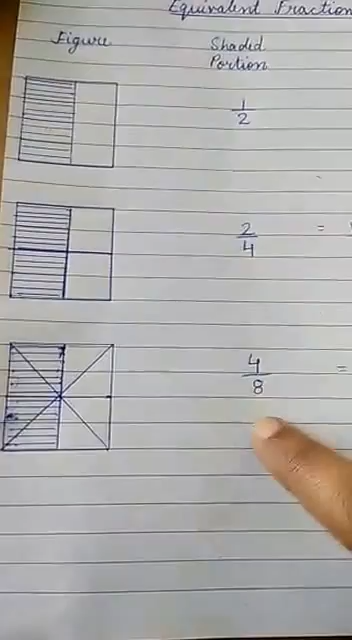 Equivalent Fraction
Figure Shaded
Portion
1/2
2/4 =
4/8 =